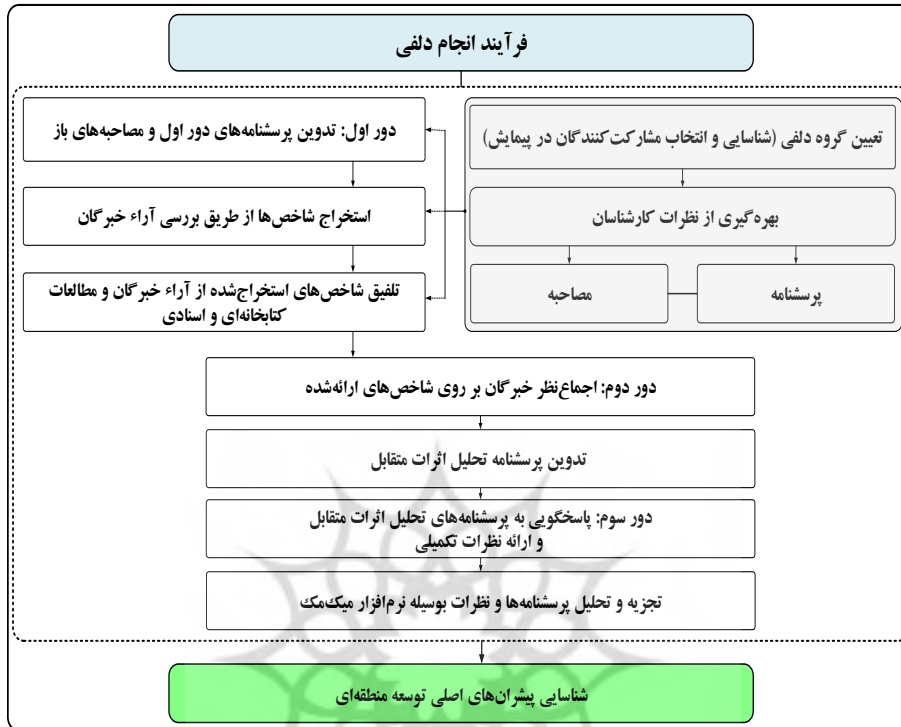 فرآیند انجام دلفی
تعیین گروه دلفی (شناسایی و انتخاب مشارکت‌کنندگان در پیمایش)
بهره‌گیری از نظرات کارشناسان
پرسشنامه
مصاحبه
دور اول: تدوین پرسشنامه‌های دور اول و مصاحبه‌های باز
استخراج شاخص‌ها از طریق بررسی آراء خبرگان
تلفیق شاخص‌های استخراج‌شده از آراء خبرگان و مطالعات
کتابخانه‌ای و اسنادی
دور دوم: اجماع‌نظر خبرگان بر روی شاخص‌های ارائه‌شده
تدوین پرسشنامه تحلیل اثرات متقابل
دور سوم: پاسخگویی به پرسشنامه‌های تحلیل اثرات متقابل
و ارائه نظرات تکمیلی
تجزیه و تحلیل پرسشنامه‌ها و نظرات بوسیله نرم‌افزار میک‌مک
شناسایی پیشران‌های اصلی توسعه منطقه‌ای